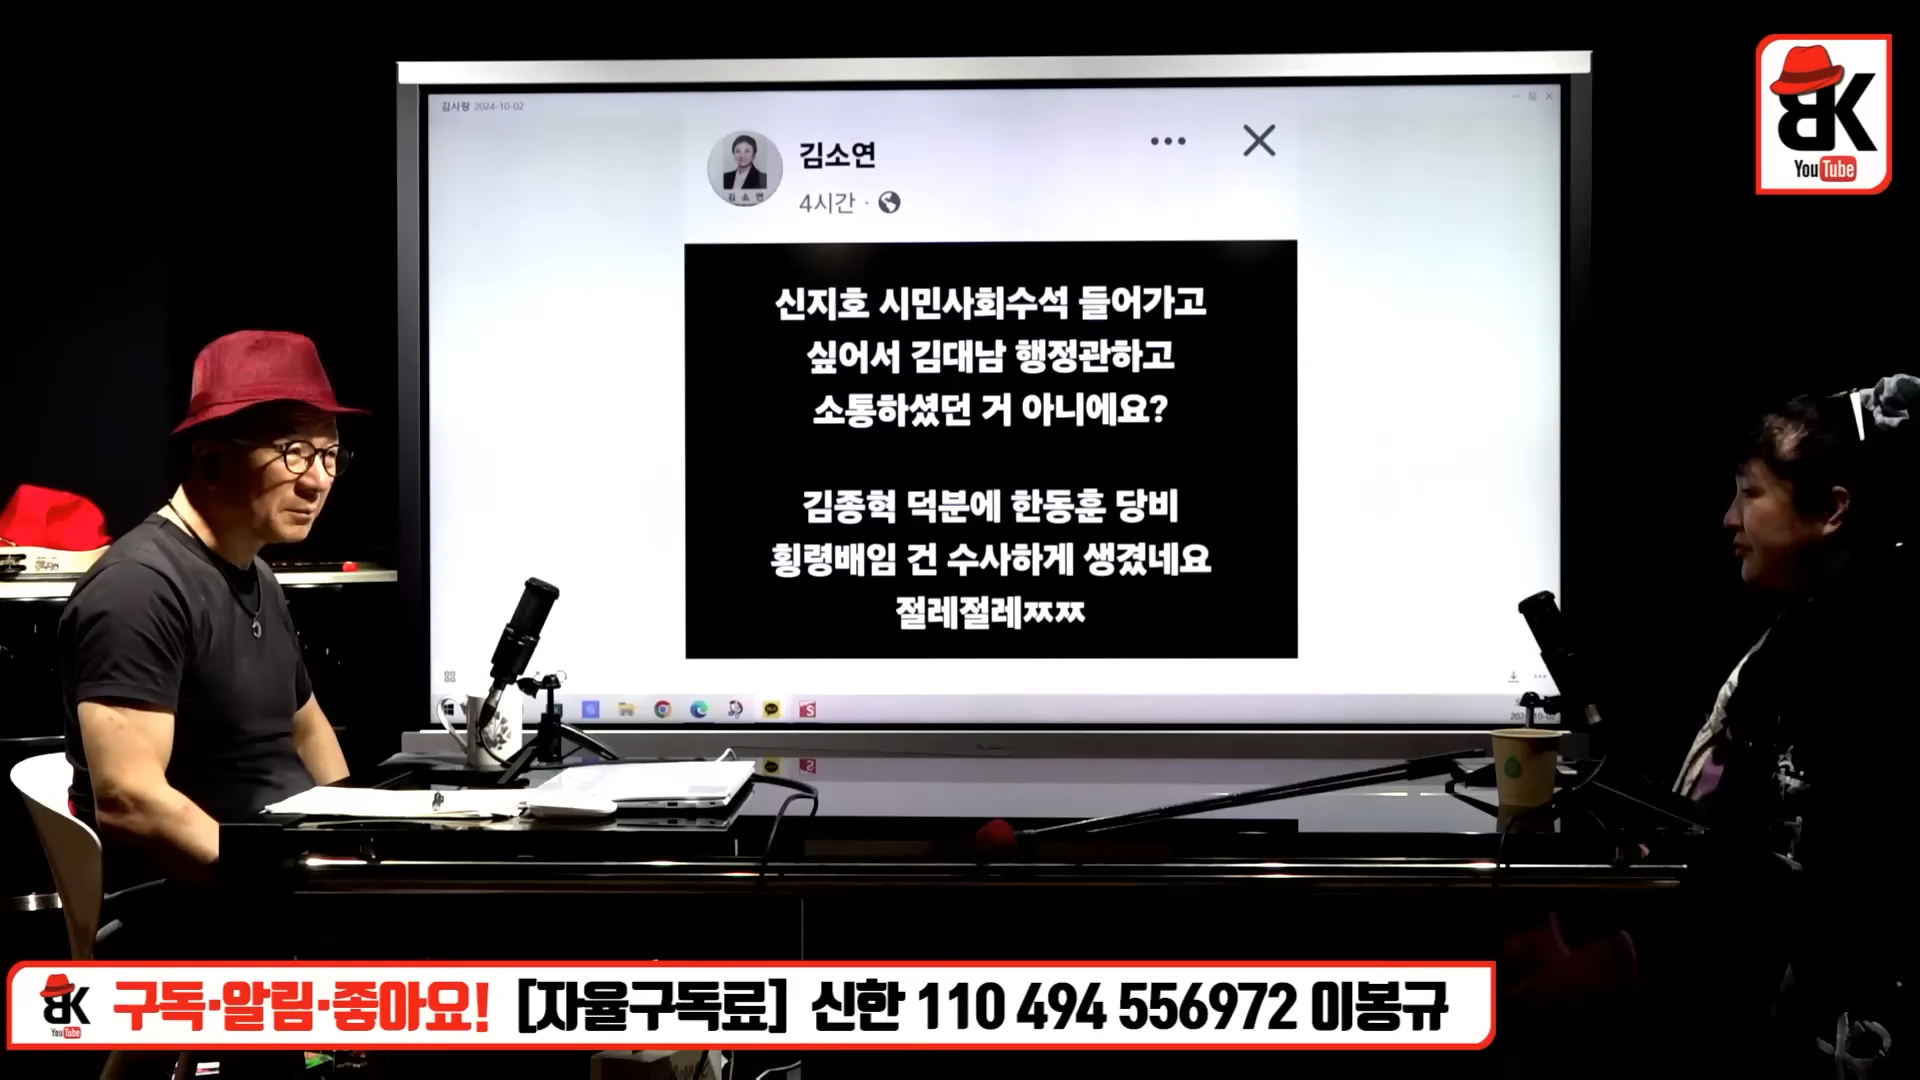 김사랑 2024-10-02
BK
YouTube
김소연
4시간 ·
김 소 연
신지호 시민사회수석 들어가고
싶어서 김대남 행정관하고
소통하셨던 거 아니에요?
김종혁 덕분에 한동훈 당비
횡령배임 건 수사하게 생겼네요
절레절레ㅉㅉ
BK
YouTube
구독·알림·좋아요! [자율구독료] 신한 110 494 556972 이봉규